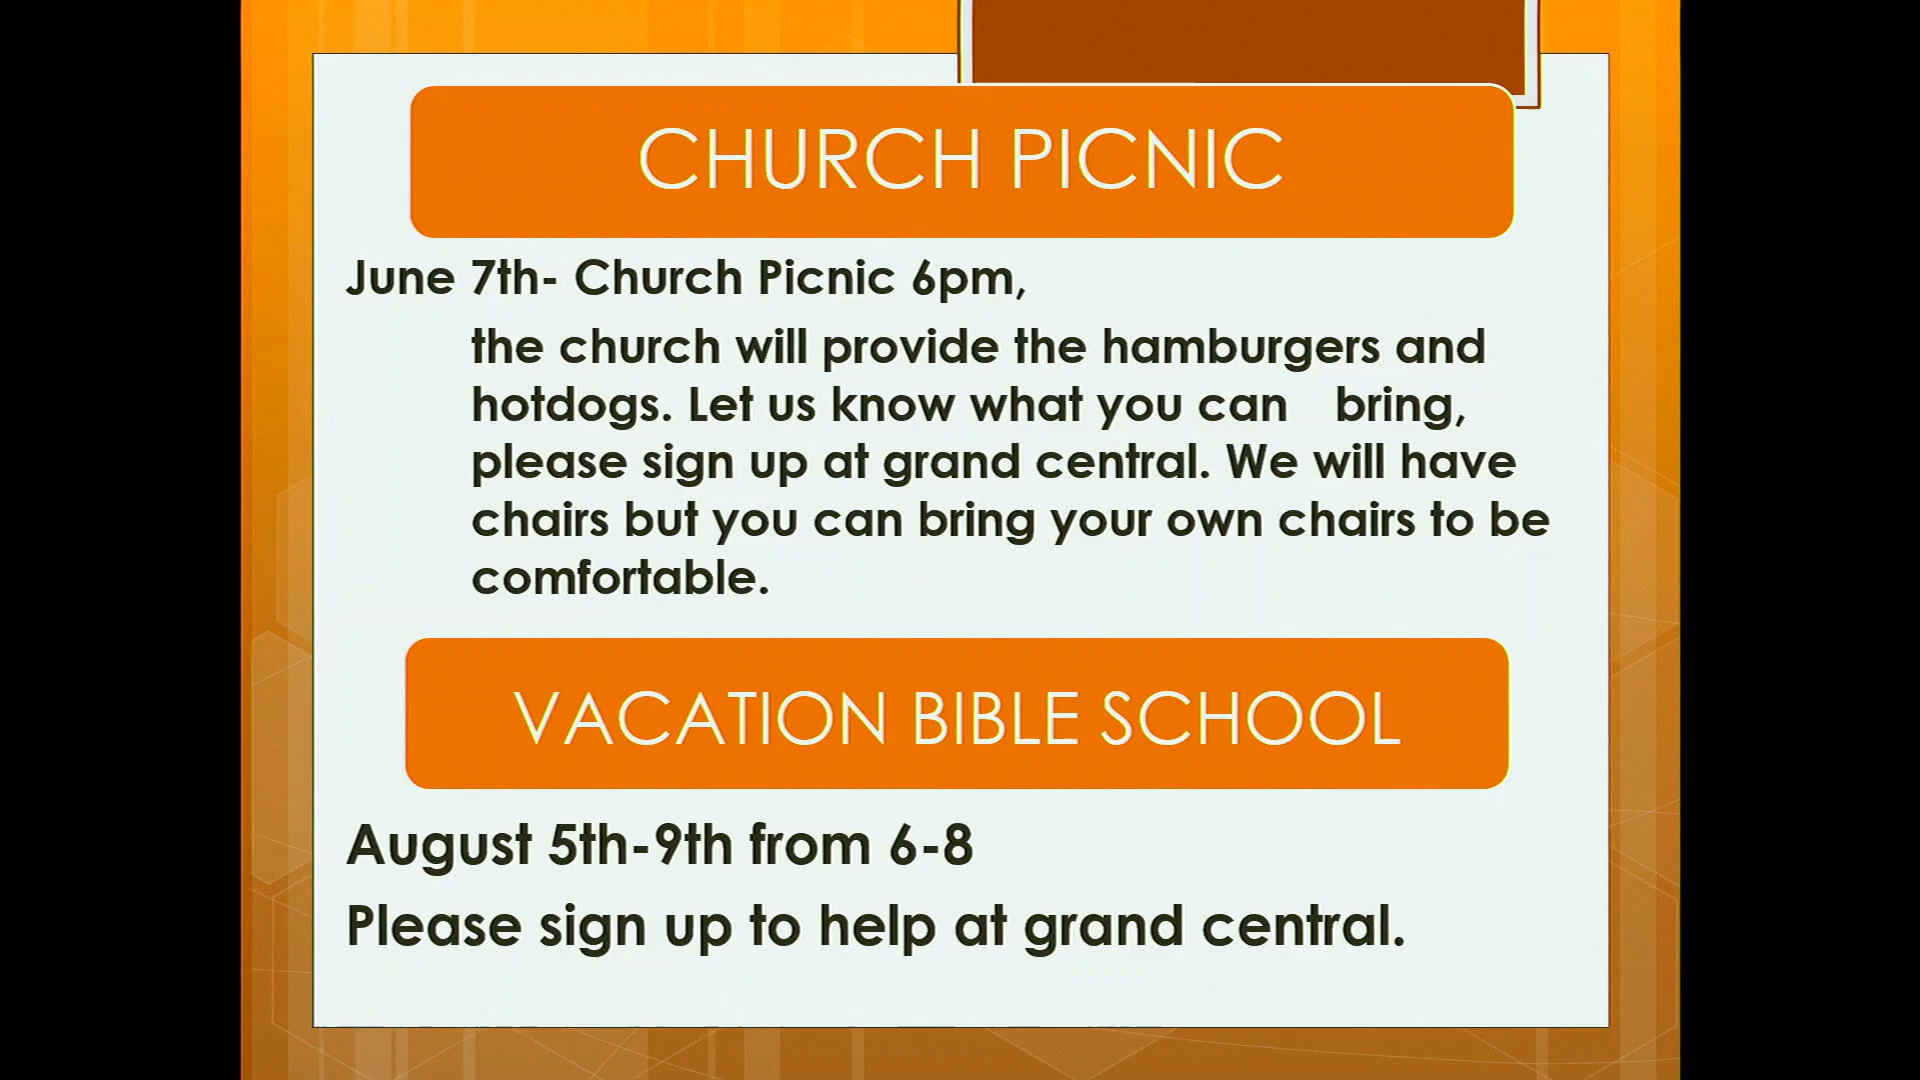 CHURCH PICNIC
June 7th- Church Picnic 6pm,
the church will provide the hamburgers and
hotdogs. Let us know what you can bring,
please sign up at grand central. We will have
chairs but you can bring your own chairs to be
comfortable.
VACATION BIBLE SCHOOL
August 5th-9th from 6-8
Please sign up to help at grand central.